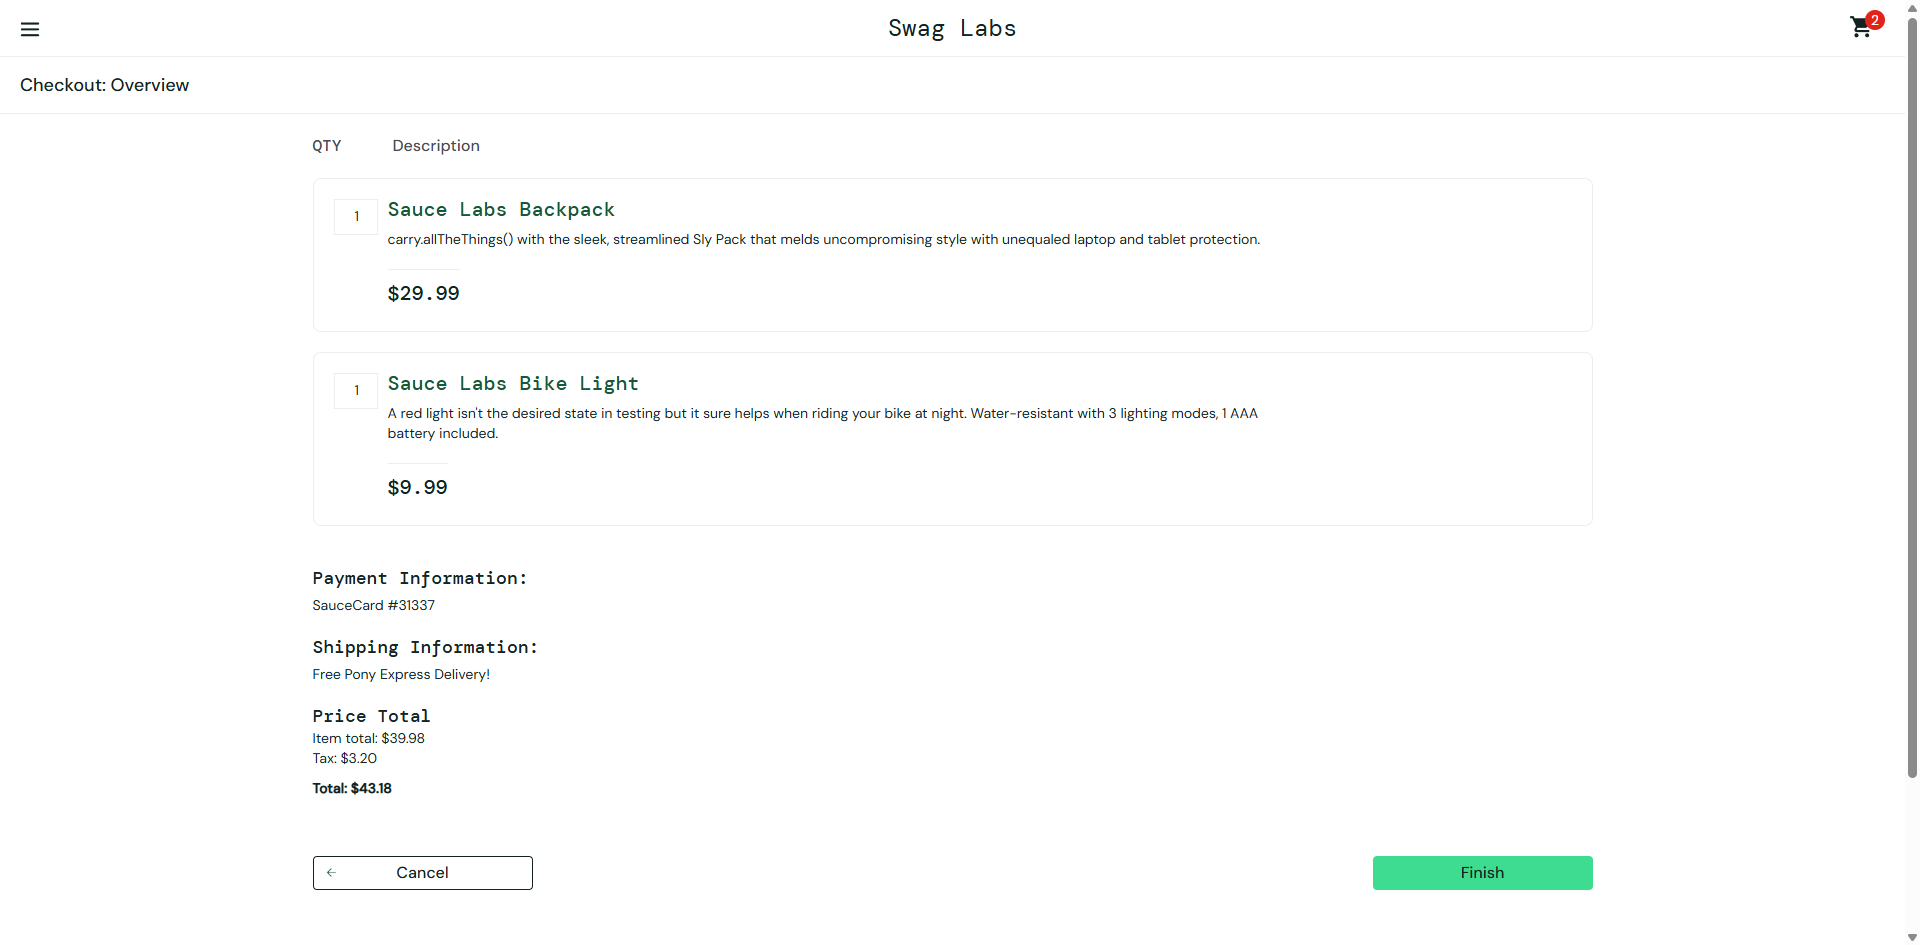 Swag Labs
2
Checkout: Overview
QTY Description
1
Sauce Labs Backpack
carry.allTheThings() with the sleek, streamlined Sly Pack that melds uncompromising style with unequaled laptop and tablet protection.
$29.99
1
Sauce Labs Bike Light
A red light isn't the desired state in testing but it sure helps when riding your bike at night. Water-resistant with 3 lighting modes, 1 AAA
battery included.
$9.99
Payment Information:
SauceCard #31337
Shipping Information:
Free Pony Express Delivery!
Price Total
Item total: $39.98
Tax: $3.20
Total: $43.18
Cancel
Finish